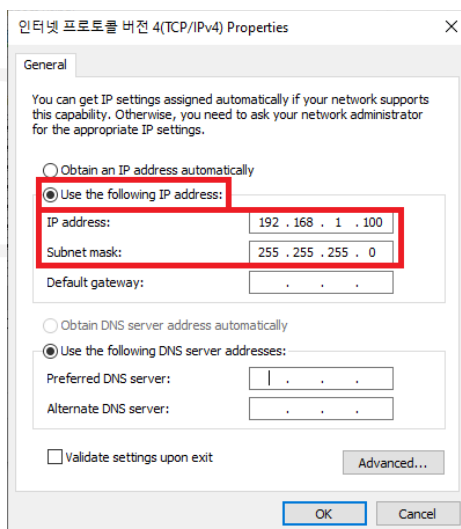 인터넷 프로토콜 버전 4(TCP/IPv4) Properties
General
You can get IP settings assigned automatically if your network supports
this capability. Otherwise, you need to ask your network administrator
for the appropriate IP settings.
Obtain an IP address automatically
Use the following IP address:
IP address: 192 . 168 . 1 . 100
Subnet mask: 255 . 255 . 255 . 0
Default gateway: . . .
Obtain DNS server address automatically
Use the following DNS server addresses:
Preferred DNS server: . . .
Alternate DNS server: . . .
Validate settings upon exit
Advanced...
OK Cancel